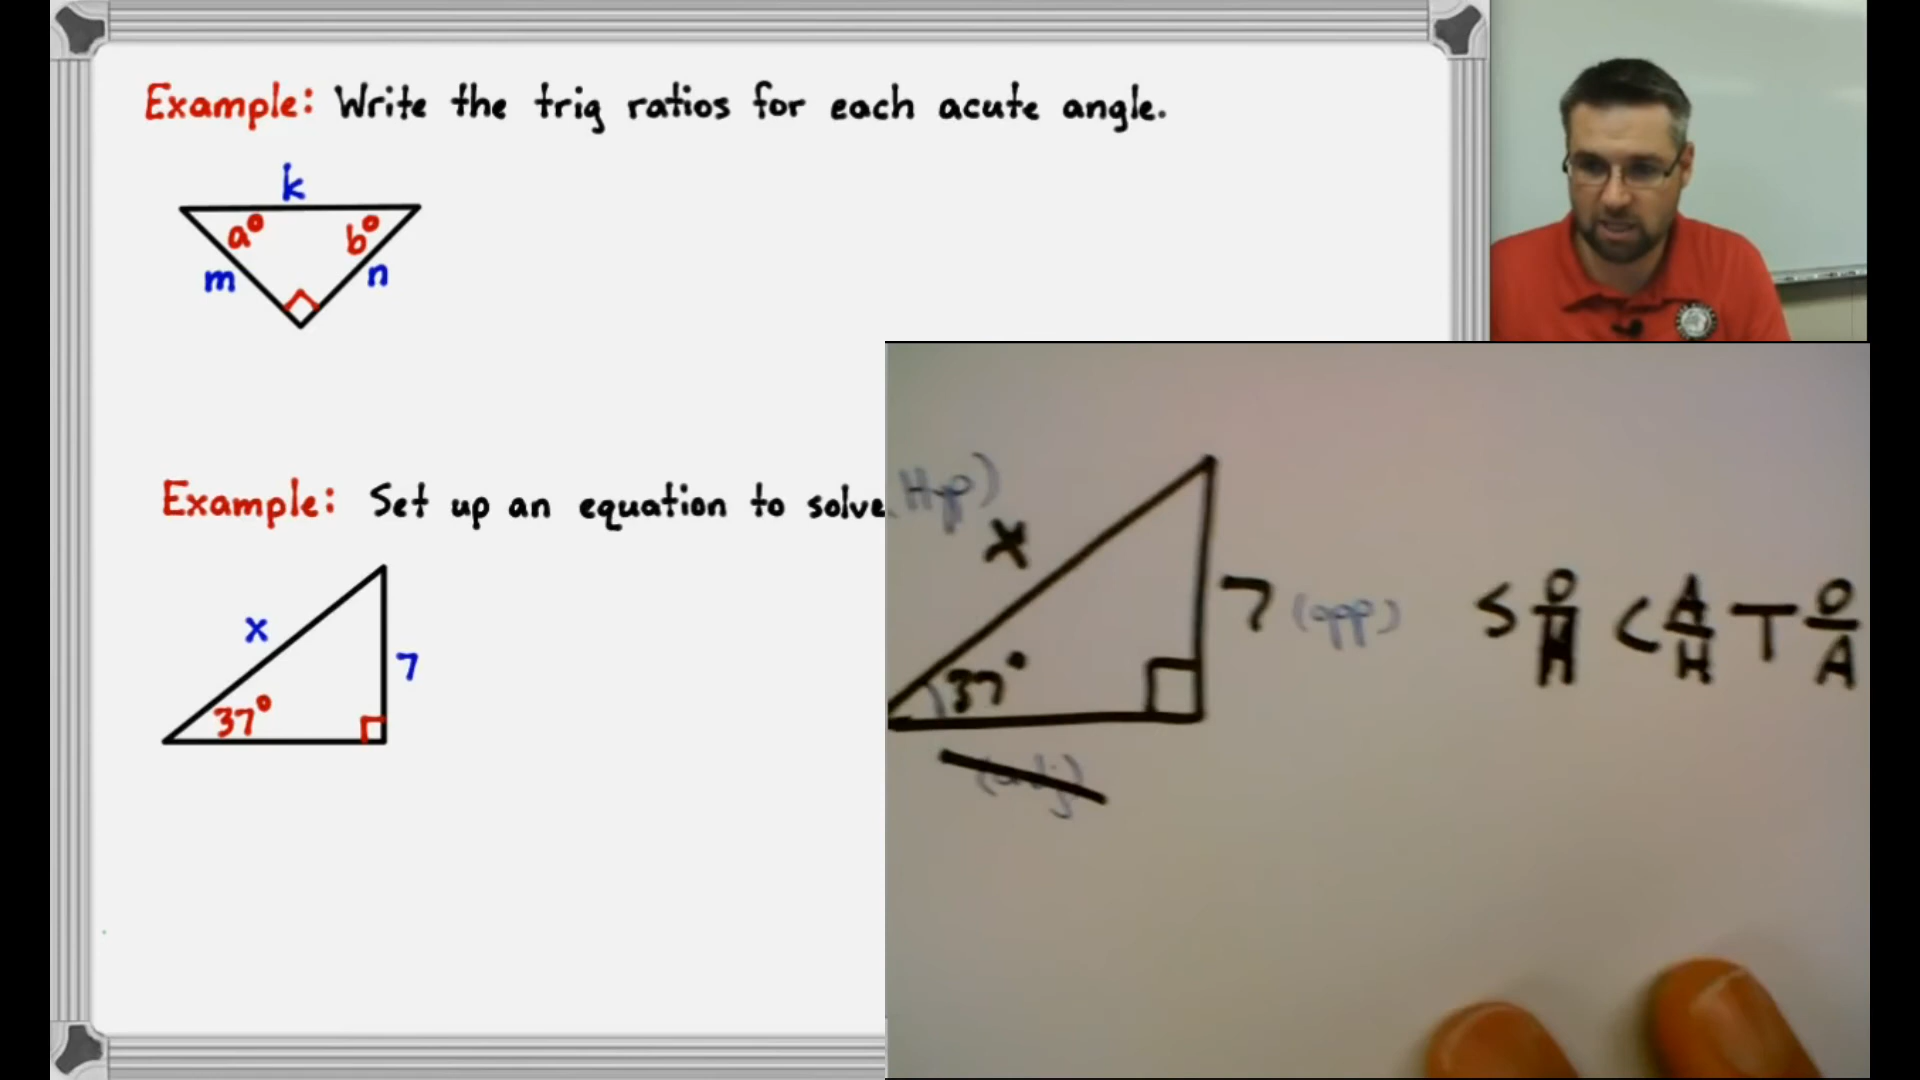 Example: Write the trig ratios for each acute angle.
k
a° b°
m n
Example: Set up an equation to solve
x
7
37°
Hyp)
x
7 (opp)
37°
(adj)
S O/H C A/H T O/A